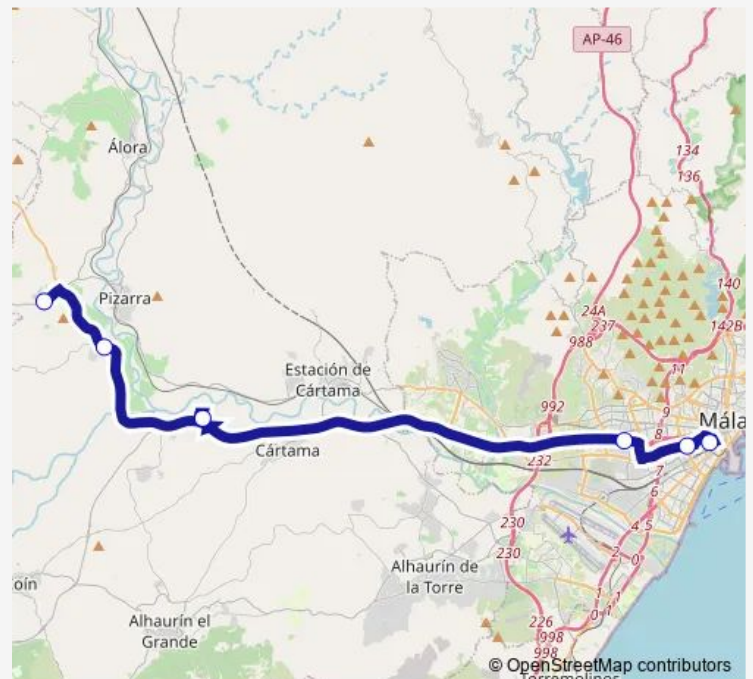 AP-46
134
136
Álora
140
Pizarra
24A
237
142B
988
11
Estación de
Cártama
992
9
Mála
8
Cártama
232
7
6
230
4,5
230
2
0
Alhaurín de
la Torre
oín
1
1
1
0
Alhaurín el
Grande
226
998
998
© OpenStreetMap contributors
Torremolinos